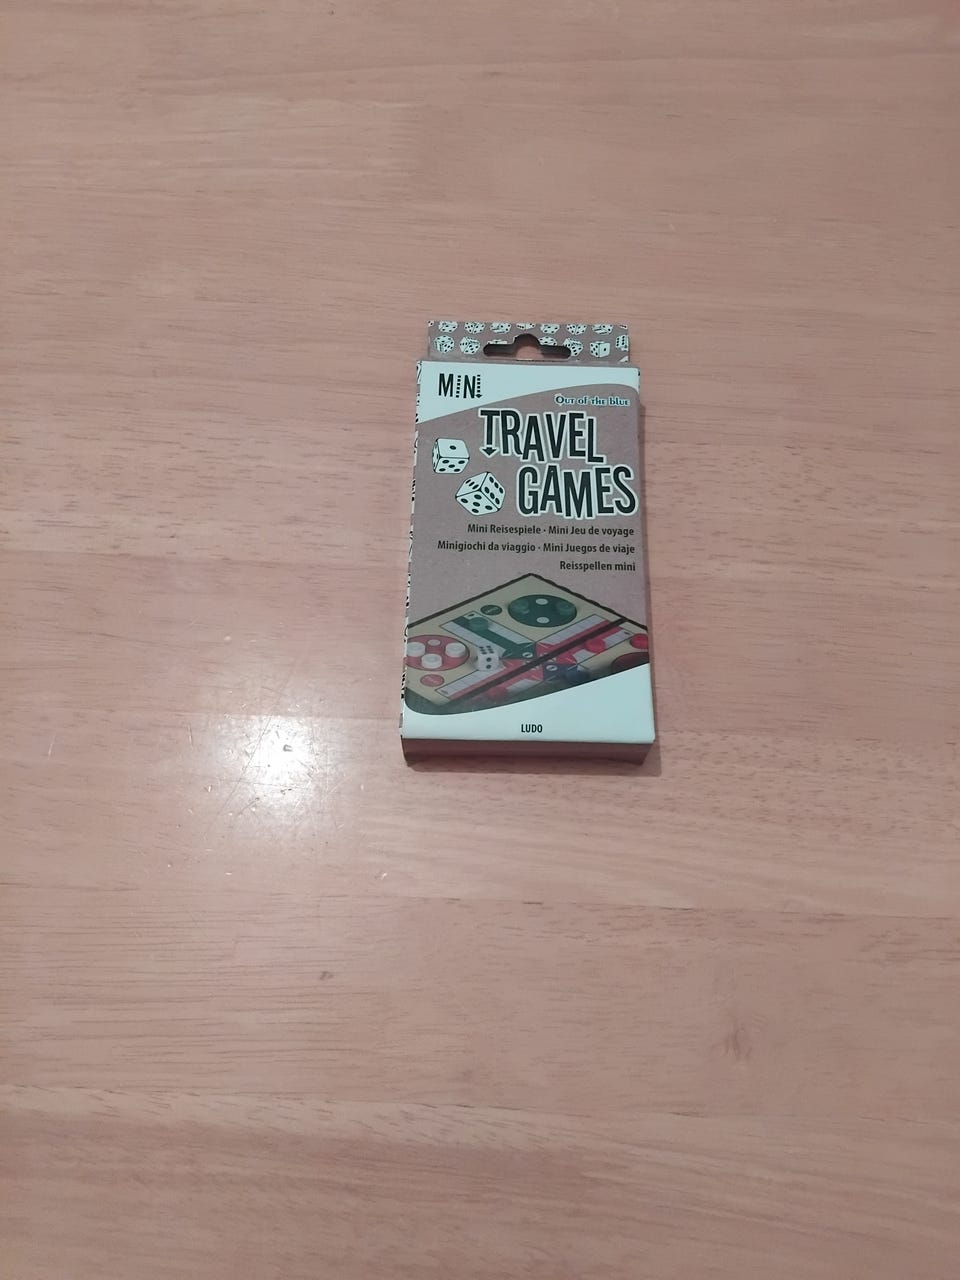 MiNi
Out of the blue
TRAVEL
GAMES
Mini Reisespiele · Mini Jeu de voyage
Minigiochi da viaggio · Mini Juegos de viaje
Reisspellen mini
LUDO